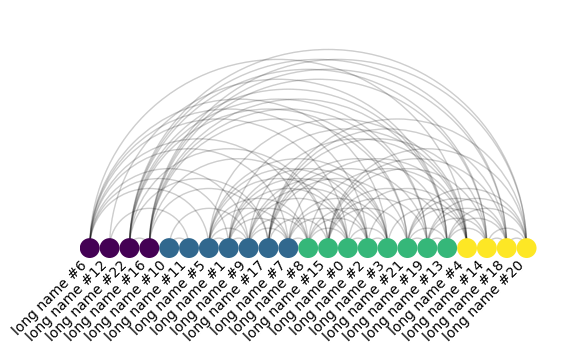 long name #6
long name #12
long name #22
long name #16
long name #10
long name #11
long name #5
long name #1
long name #9
long name #17
long name #7
long name #8
long name #15
long name #0
long name #2
long name #3
long name #21
long name #19
long name #13
long name #4
long name #14
long name #18
long name #20